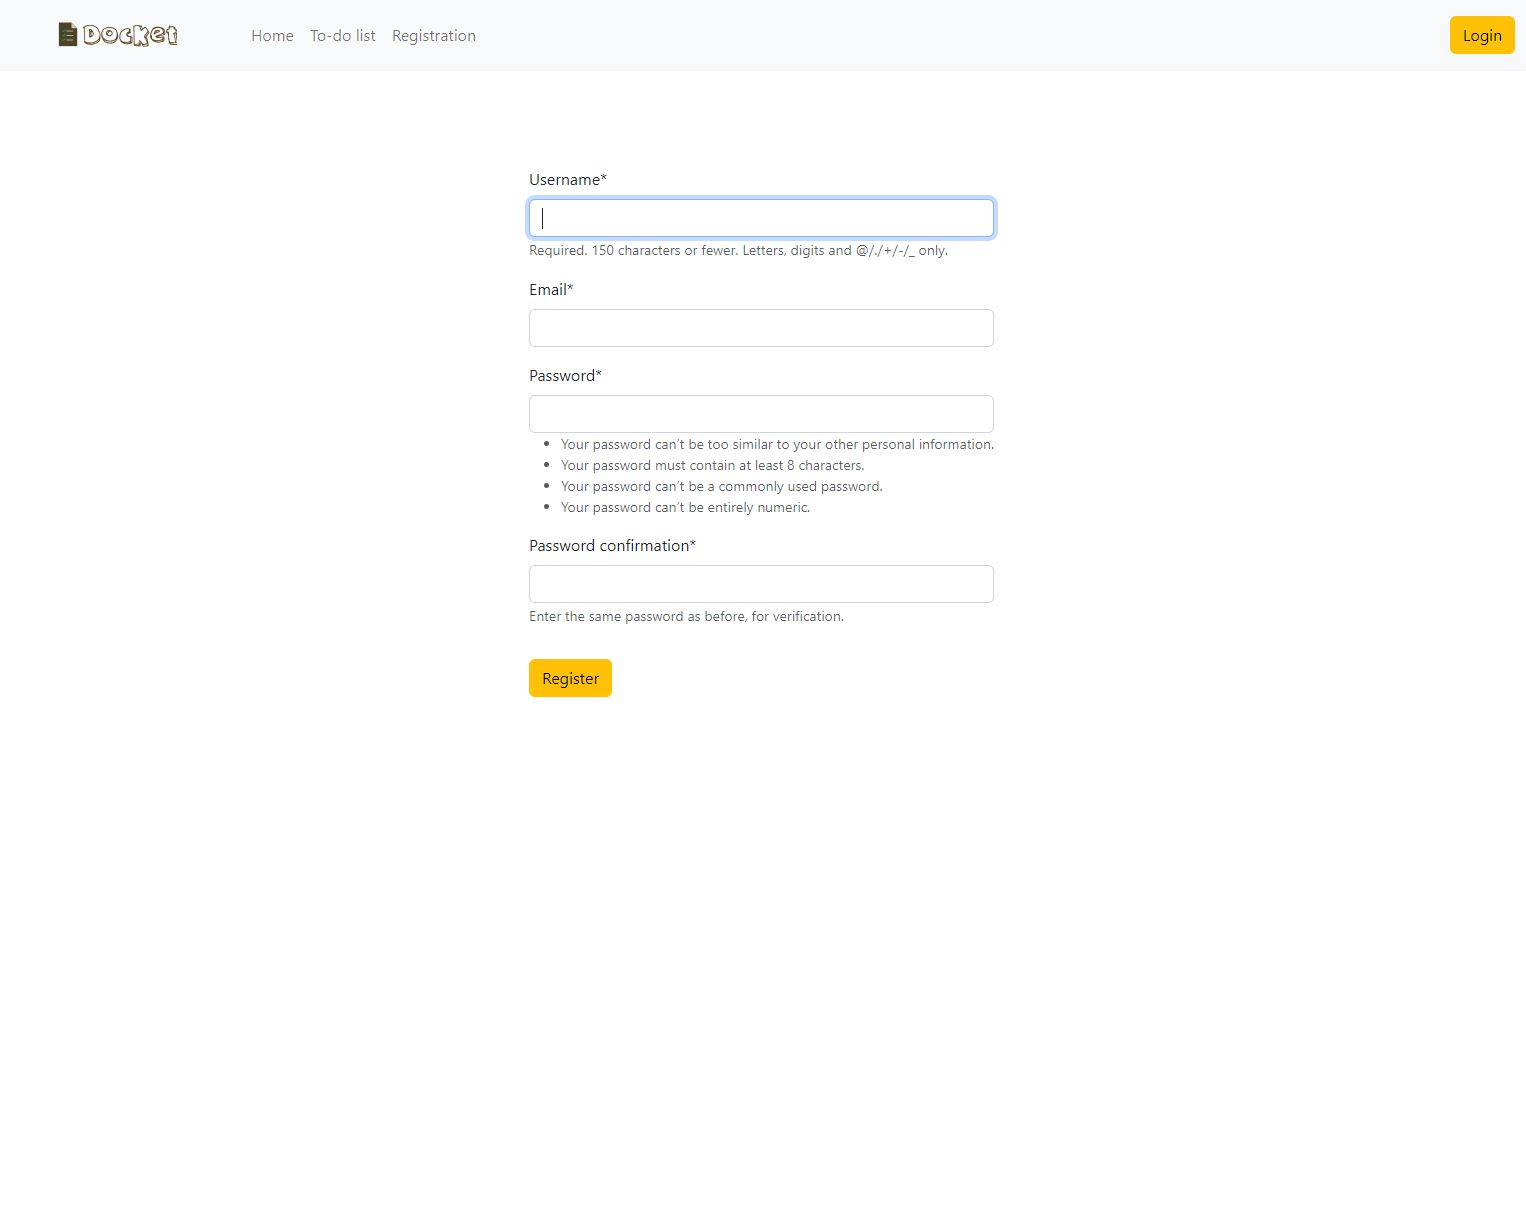 Docket Home To-do list Registration Login
Username*
Required. 150 characters or fewer. Letters, digits and @/./+/-/_ only.
Email*
Password*
Your password can't be too similar to your other personal information.
Your password must contain at least 8 characters.
Your password can't be a commonly used password.
Your password can't be entirely numeric.
Password confirmation*
Enter the same password as before, for verification.
Register